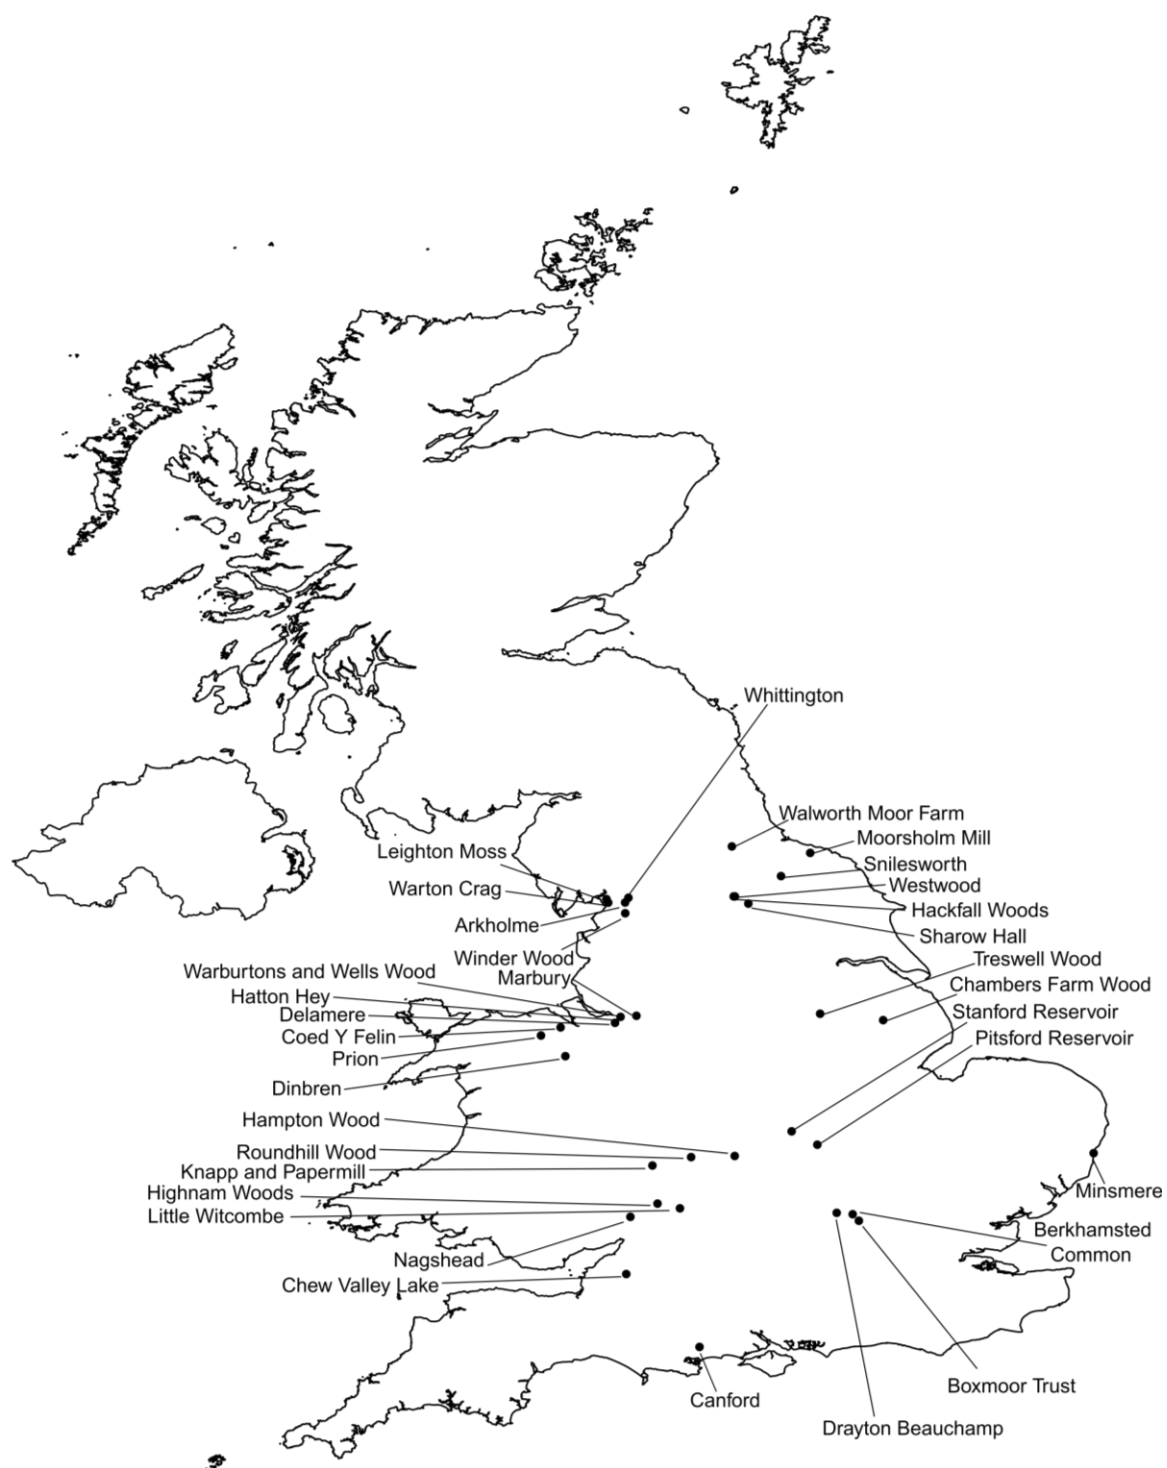 Whittington
Walworth Moor Farm
Moorsholm Mill
Leighton Moss
Snilesworth
Warton Crag
Westwood
Hackfall Woods
Arkholme
Sharow Hall
Winder Wood
Treswell Wood
Warburtons and Wells Wood
Marbury
Chambers Farm Wood
Hatton Hey
Stanford Reservoir
Delamere
Coed Y Felin
Pitsford Reservoir
Prion
Dinbren
Hampton Wood
Roundhill Wood
Knapp and Papermill
Minsmere
Highnam Woods
Little Witcombe
Berkhamsted
Common
Nagshead
Chew Valley Lake
Boxmoor Trust
Canford
Drayton Beauchamp